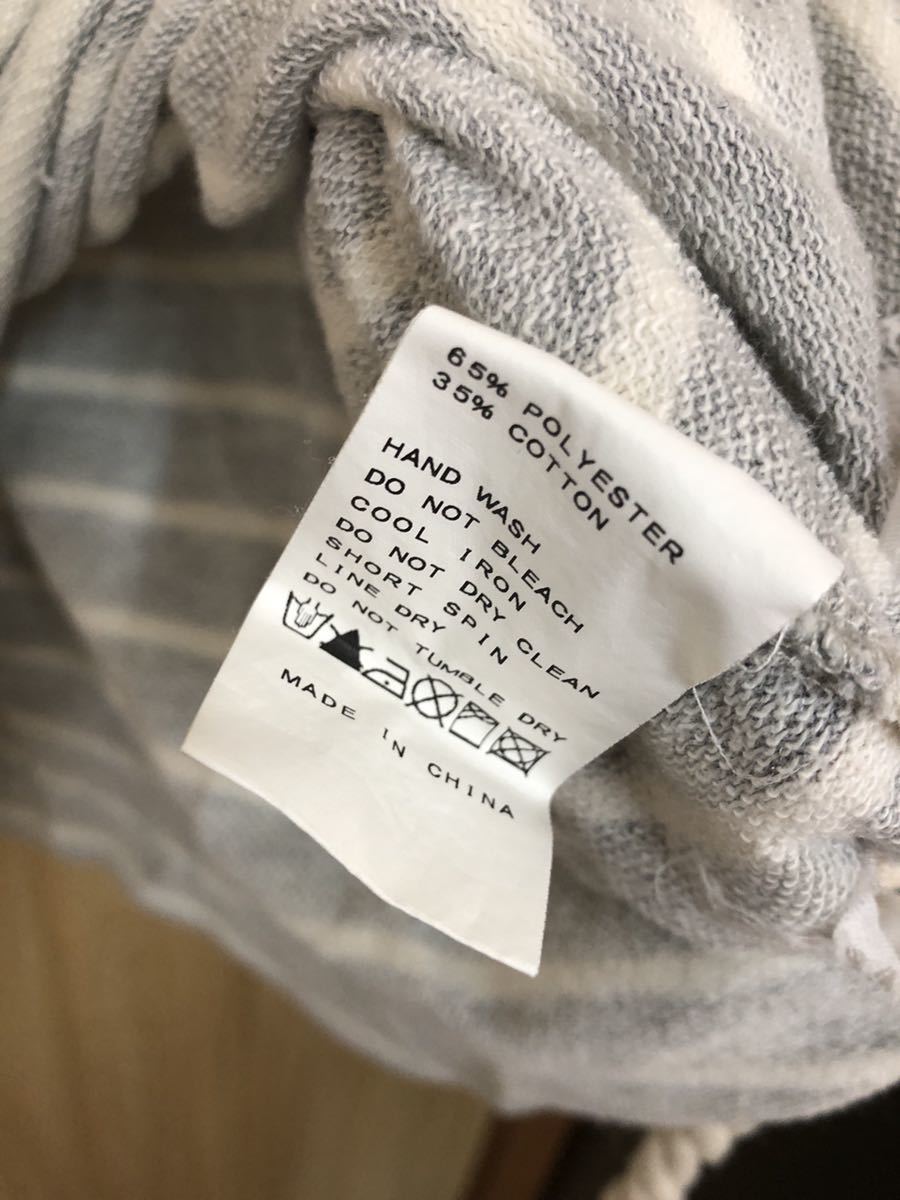 65% POLYESTER
35% COTTON
HAND WASH
DO NOT BLEACH
COOL IRON
DO NOT DRY CLEAN
SHORT SPIN
LINE DRY
DO NOT TUMBLE DRY
MADE IN CHINA